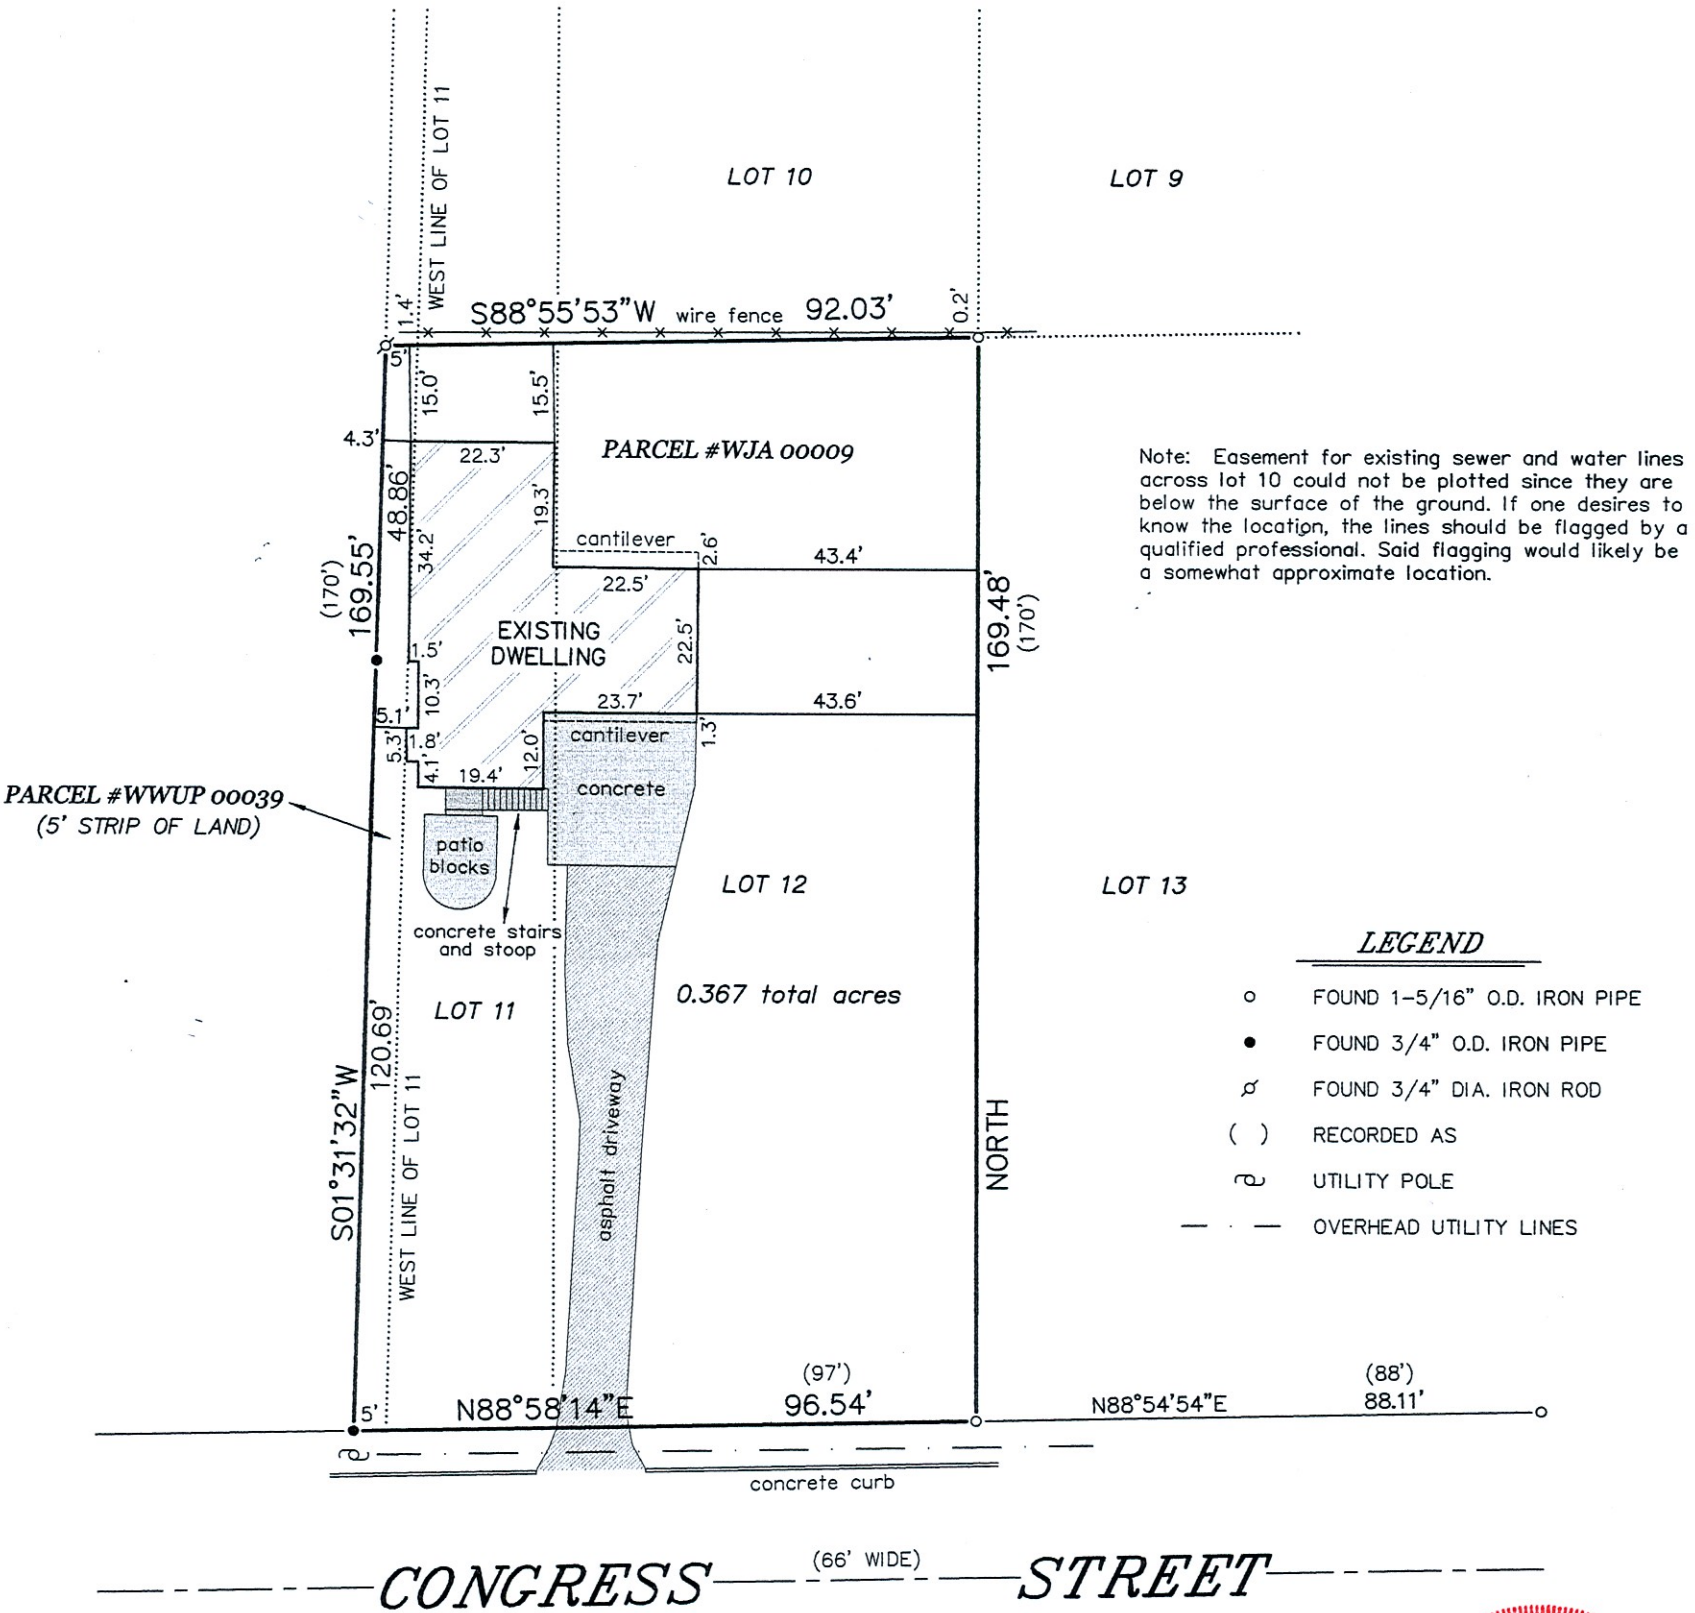 WEST LINE OF LOT 11
LOT 10
LOT 9
1.4'
S88°55'53"W wire fence 92.03'
0.2'
5'
15.0'
15.5'
4.3'
22.3'
PARCEL #WJA 00009
Note: Easement for existing sewer and water lines
across lot 10 could not be plotted since they are
below the surface of the ground. If one desires to
know the location, the lines should be flagged by a
qualified professional. Said flagging would likely be
a somewhat approximate location.
48.86'
19.3'
34.2'
cantilever
2.6'
43.4'
22.5'
(170')
169.55'
169.48'
(170')
EXISTING
DWELLING
22.5'
1.5'
10.3'
23.7'
43.6'
5.1'
5.3'
1.8'
4.1'
19.4'
12.0'
cantilever
1.3'
concrete
PARCEL #WWUP 00039
(5' STRIP OF LAND)
patio
blocks
LOT 12
LOT 13
concrete stairs
and stoop
LEGEND
0.367 total acres
FOUND 1-5/16" O.D. IRON PIPE
LOT 11
FOUND 3/4" O.D. IRON PIPE
120.69'
FOUND 3/4" DIA. IRON ROD
S01°31'32"W
WEST LINE OF LOT 11
asphalt driveway
NORTH
( ) RECORDED AS
UTILITY POLE
OVERHEAD UTILITY LINES
(97')
(88')
5'
N88°58'14"E 96.54'
N88°54'54"E 88.11'
concrete curb
CONGRESS (66' WIDE) STREET